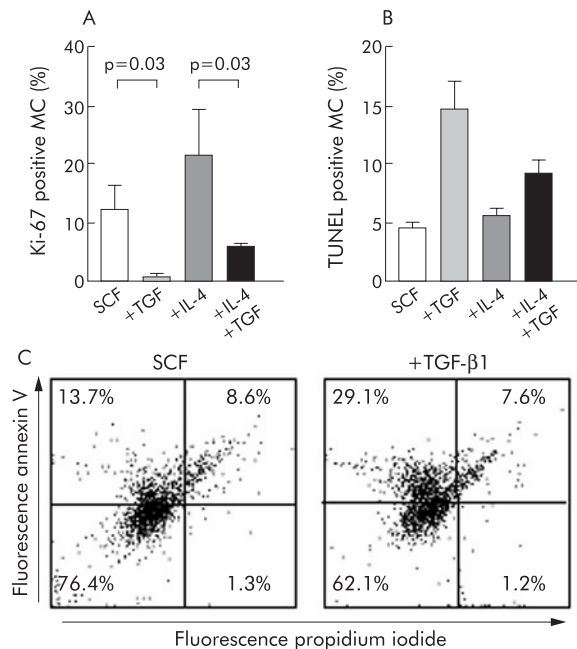 A
Ki-67 positive MC (%)
40
30
20
10
0
p=0.03
p=0.03
SCF
+TGF
+IL-4
+IL-4
+TGF
B
TUNEL positive MC (%)
20
15
10
5
0
SCF
+TGF
+IL-4
+IL-4
+TGF
C
SCF
+TGF-β1
Fluorescence annexin V
13.7%
8.6%
76.4%
1.3%
29.1%
7.6%
62.1%
1.2%
Fluorescence propidium iodide